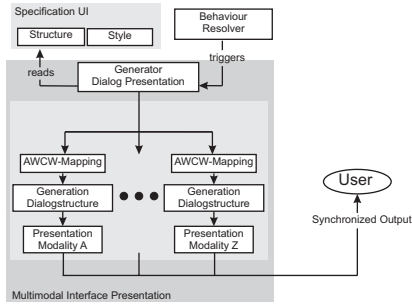 Specification UI
Structure
Style
Behaviour
Resolver
reads
triggers
Generator
Dialog Presentation
AWCW-Mapping
AWCW-Mapping
Generation
Dialogstructure
Generation
Dialogstructure
Presentation
Modality A
Presentation
Modality Z
User
Synchronized Output
Multimodal Interface Presentation